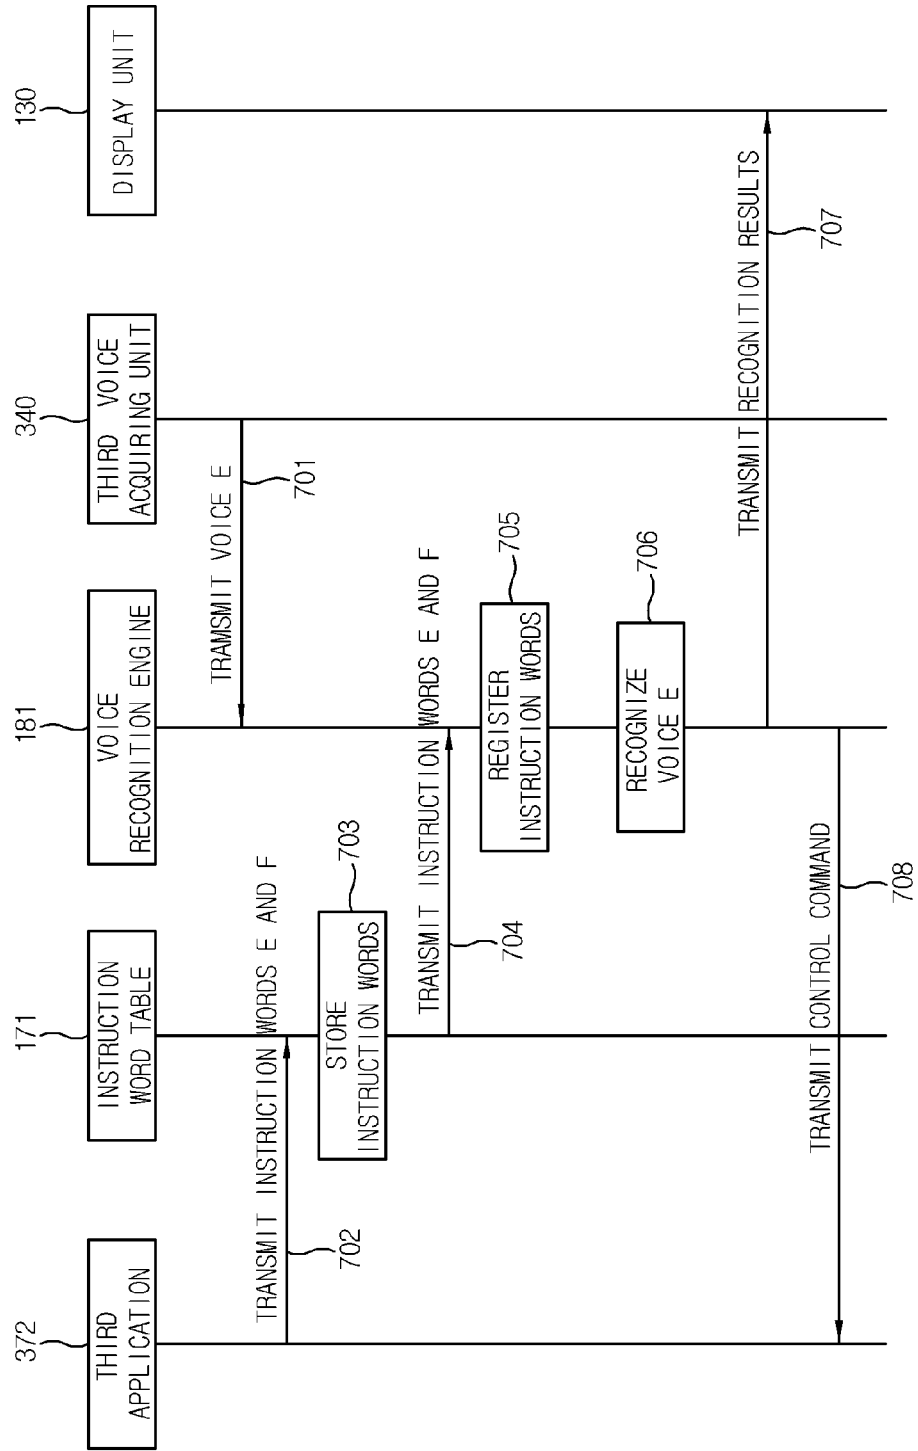 372
THIRD
APPLICATION
171
INSTRUCTION
WORD TABLE
181
VOICE
RECOGNITION ENGINE
340
THIRD VOICE
ACQUIRING UNIT
130
DISPLAY UNIT
TRAMSMIT VOICE E
701
TRANSMIT INSTRUCTION WORDS E AND F
702
STORE
INSTRUCTION WORDS
703
TRANSMIT INSTRUCTION WORDS E AND F
704
REGISTER
INSTRUCTION WORDS
705
RECOGNIZE
VOICE E
706
TRANSMIT RECOGNITION RESULTS
707
TRANSMIT CONTROL COMMAND
708